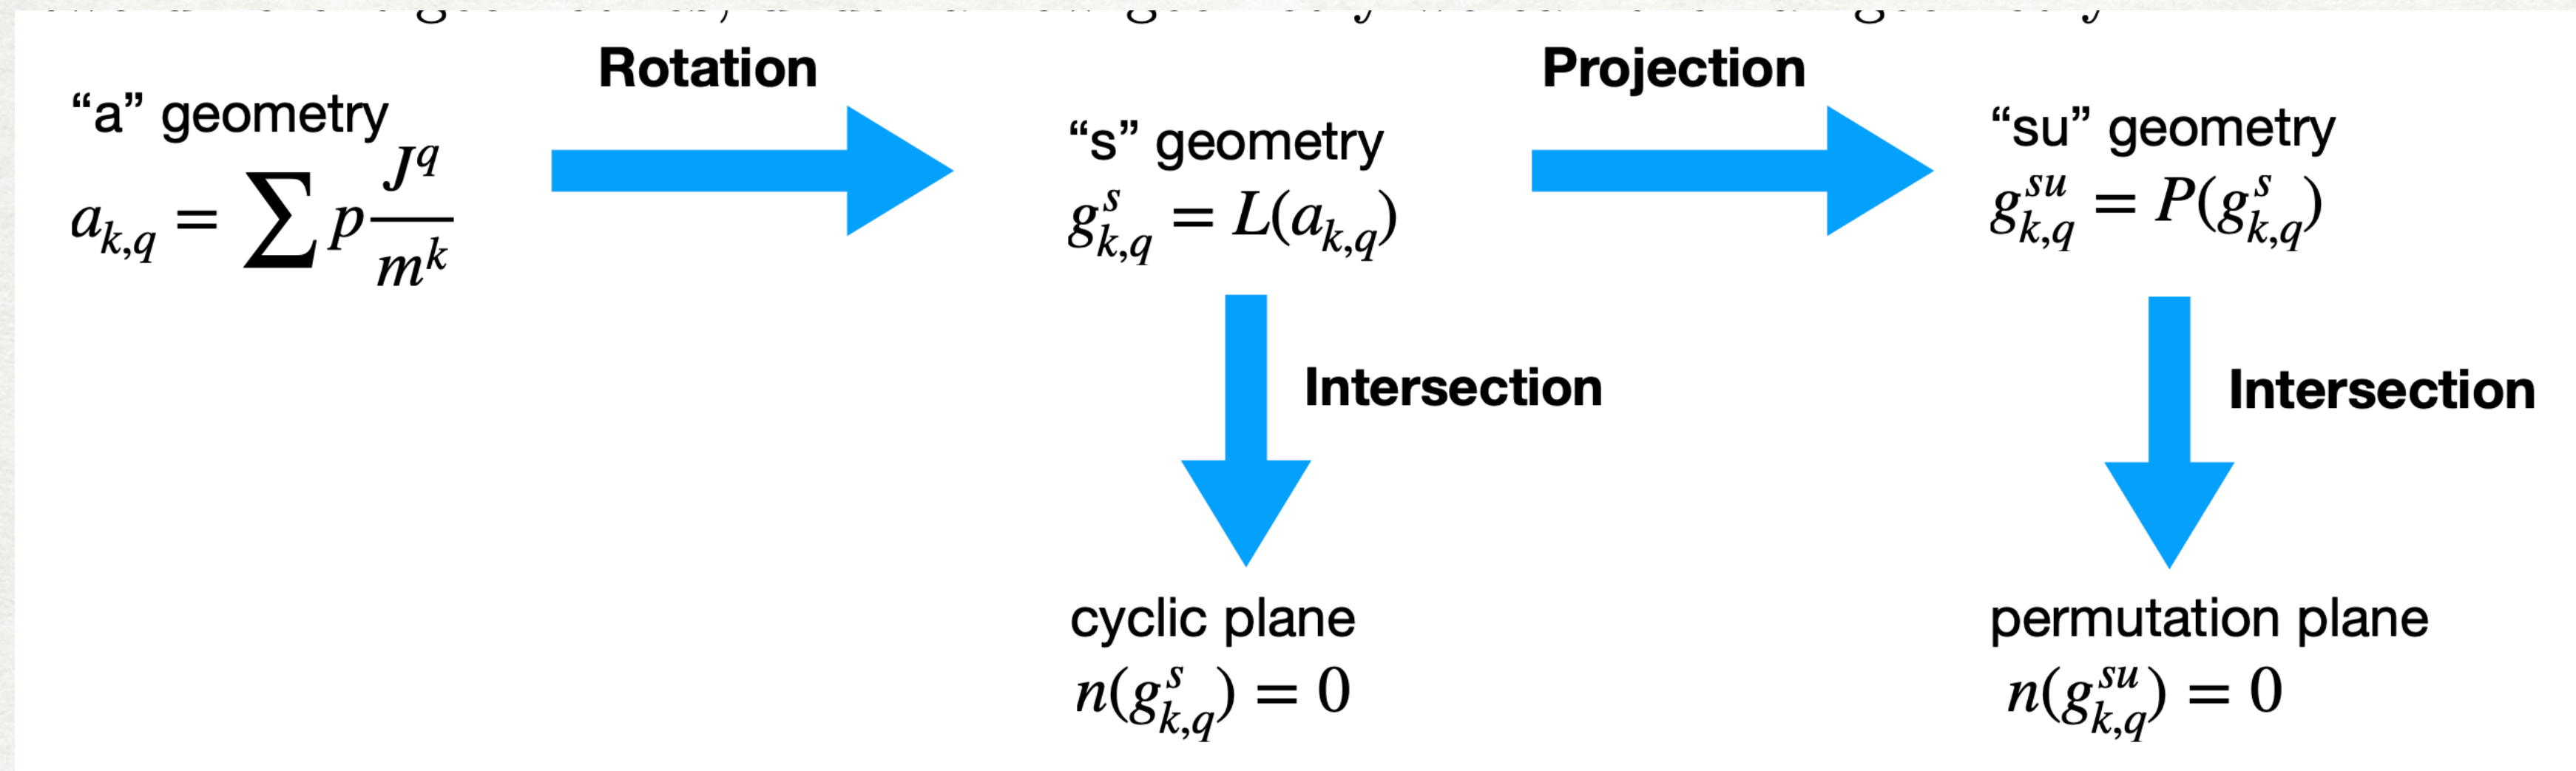 Rotation
Projection
“a” geometry
a_{k,q} = ∑ p \frac{J^q}{m^k}
“s” geometry
g^s_{k,q} = L(a_{k,q})
“su” geometry
g^{su}_{k,q} = P(g^s_{k,q})
Intersection
Intersection
cyclic plane
n(g^s_{k,q}) = 0
permutation plane
n(g^{su}_{k,q}) = 0